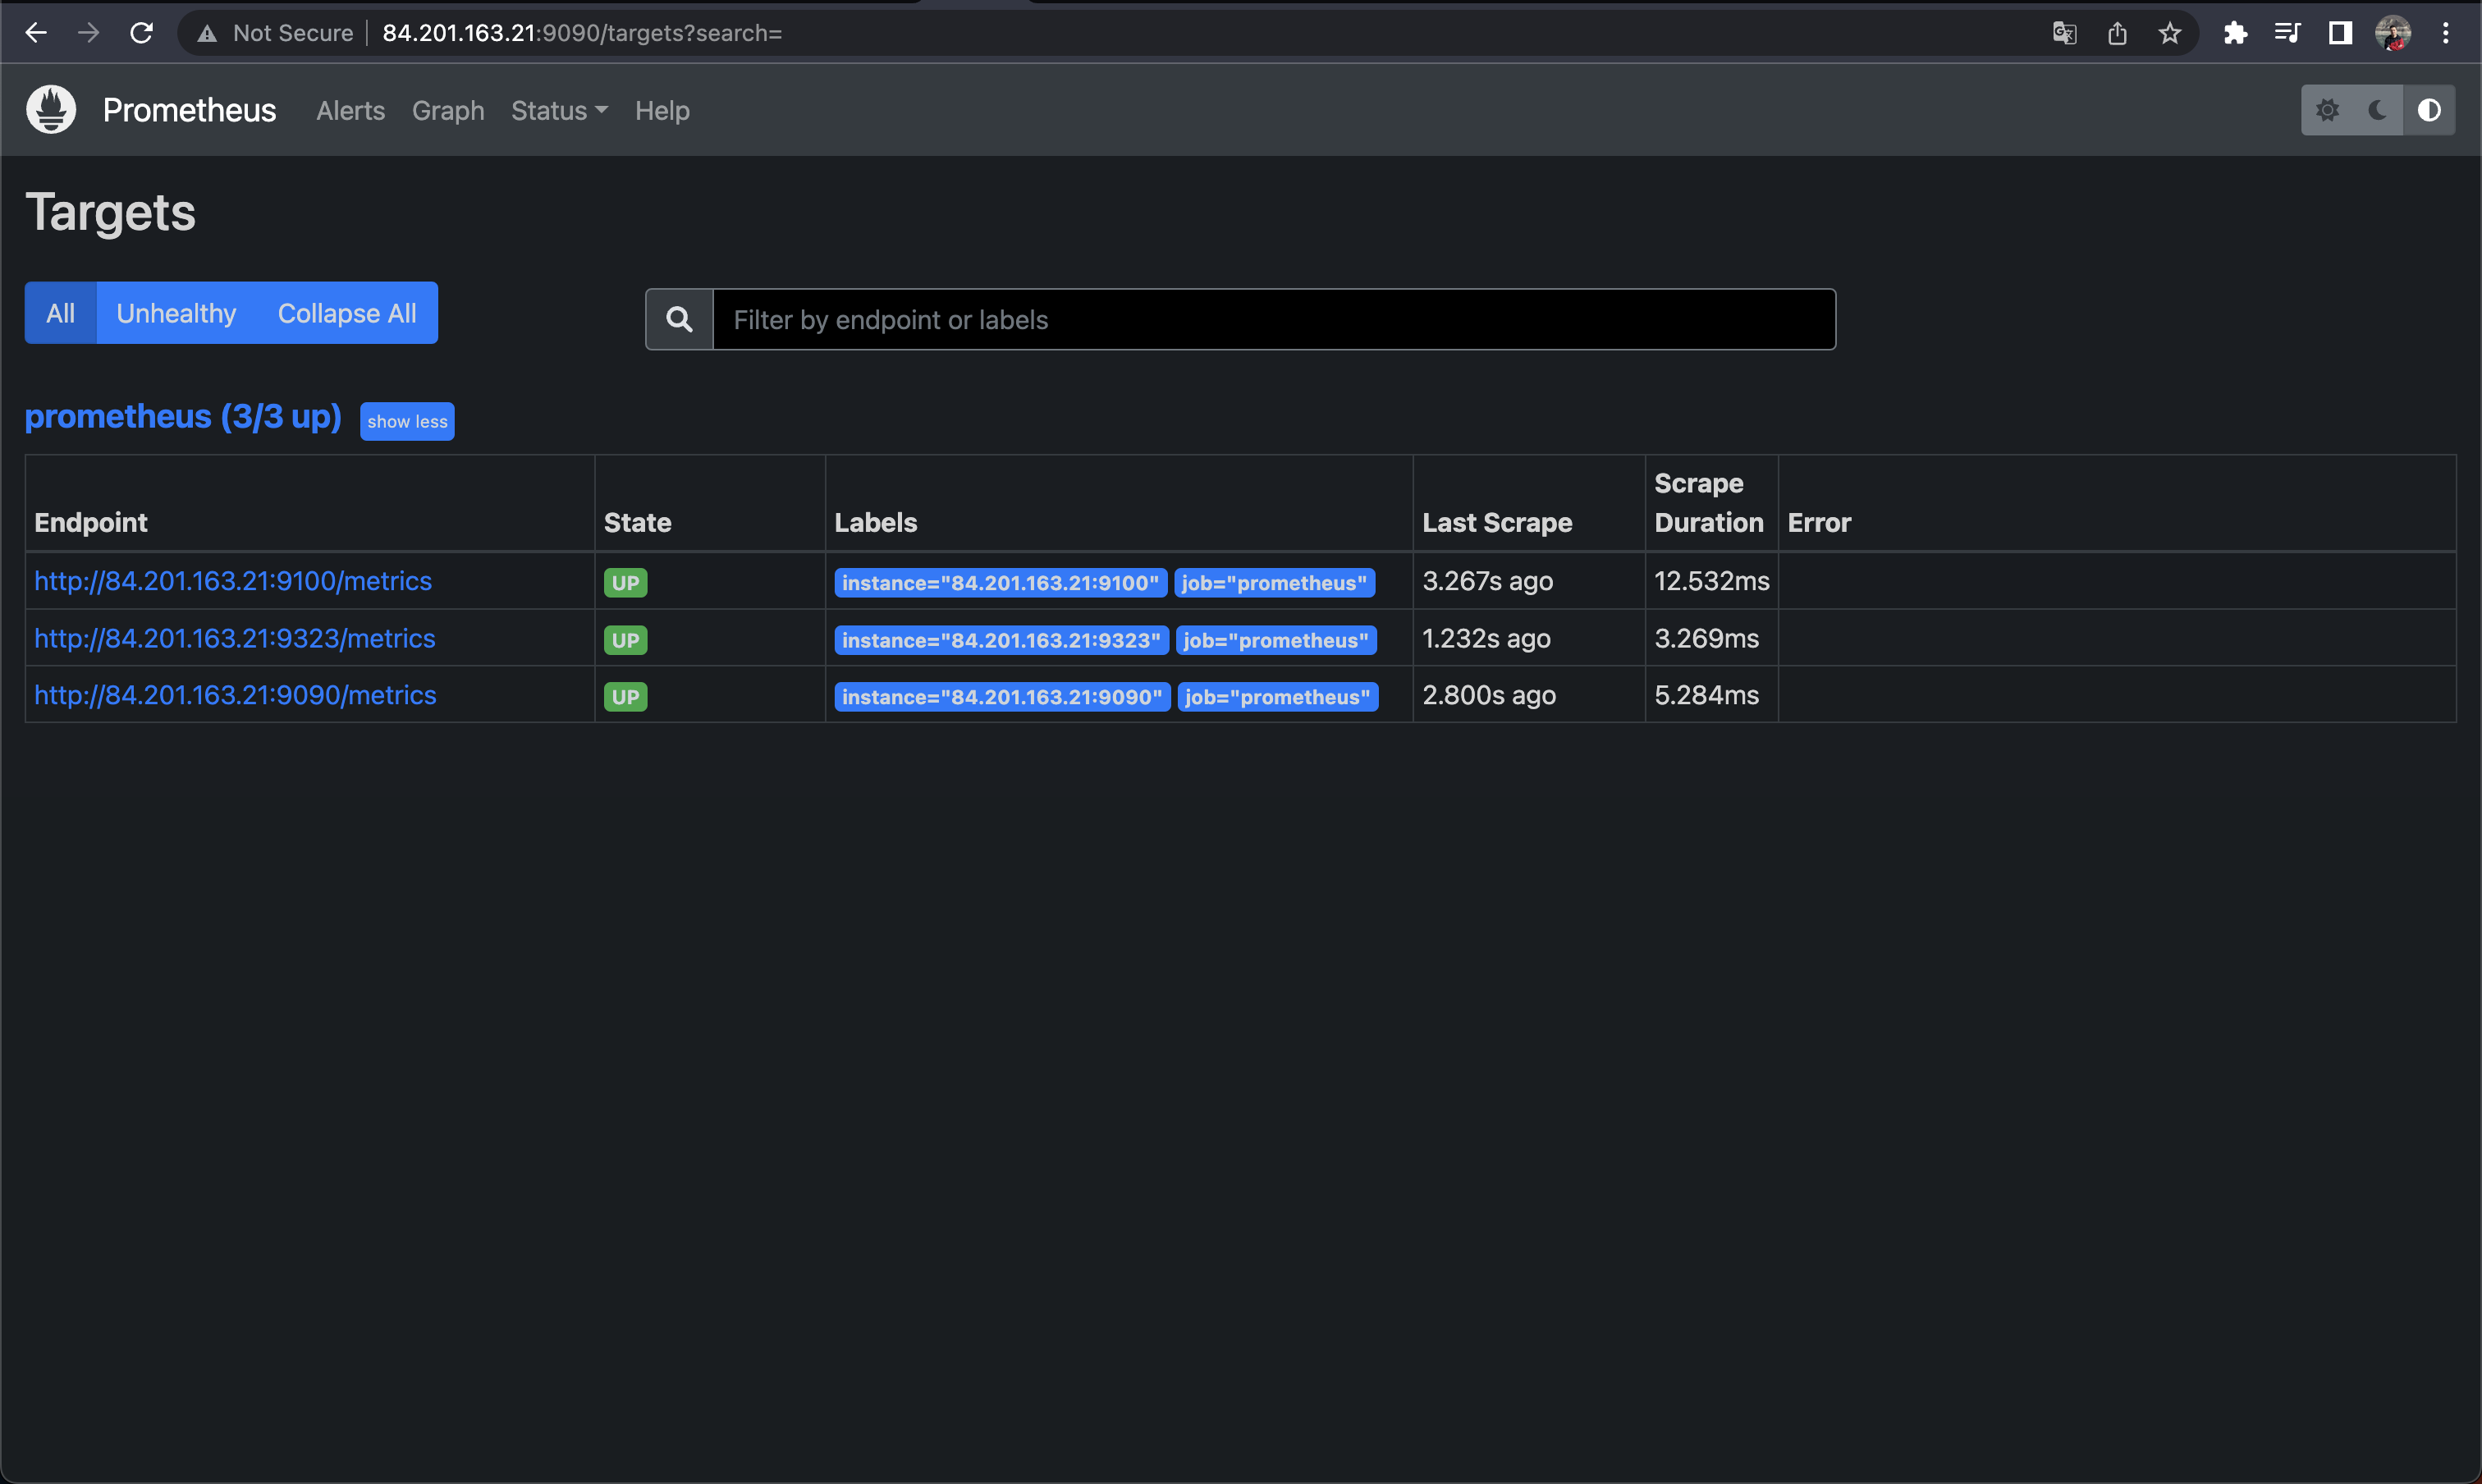 Not Secure 84.201.163.21:9090/targets?search=
Prometheus Alerts Graph Status Help
Targets
All Unhealthy Collapse All Filter by endpoint or labels
prometheus (3/3 up) show less
Endpoint State Labels Last Scrape Scrape Duration Error
http://84.201.163.21:9100/metrics UP instance="84.201.163.21:9100" job="prometheus" 3.267s ago 12.532ms
http://84.201.163.21:9323/metrics UP instance="84.201.163.21:9323" job="prometheus" 1.232s ago 3.269ms
http://84.201.163.21:9090/metrics UP instance="84.201.163.21:9090" job="prometheus" 2.800s ago 5.284ms